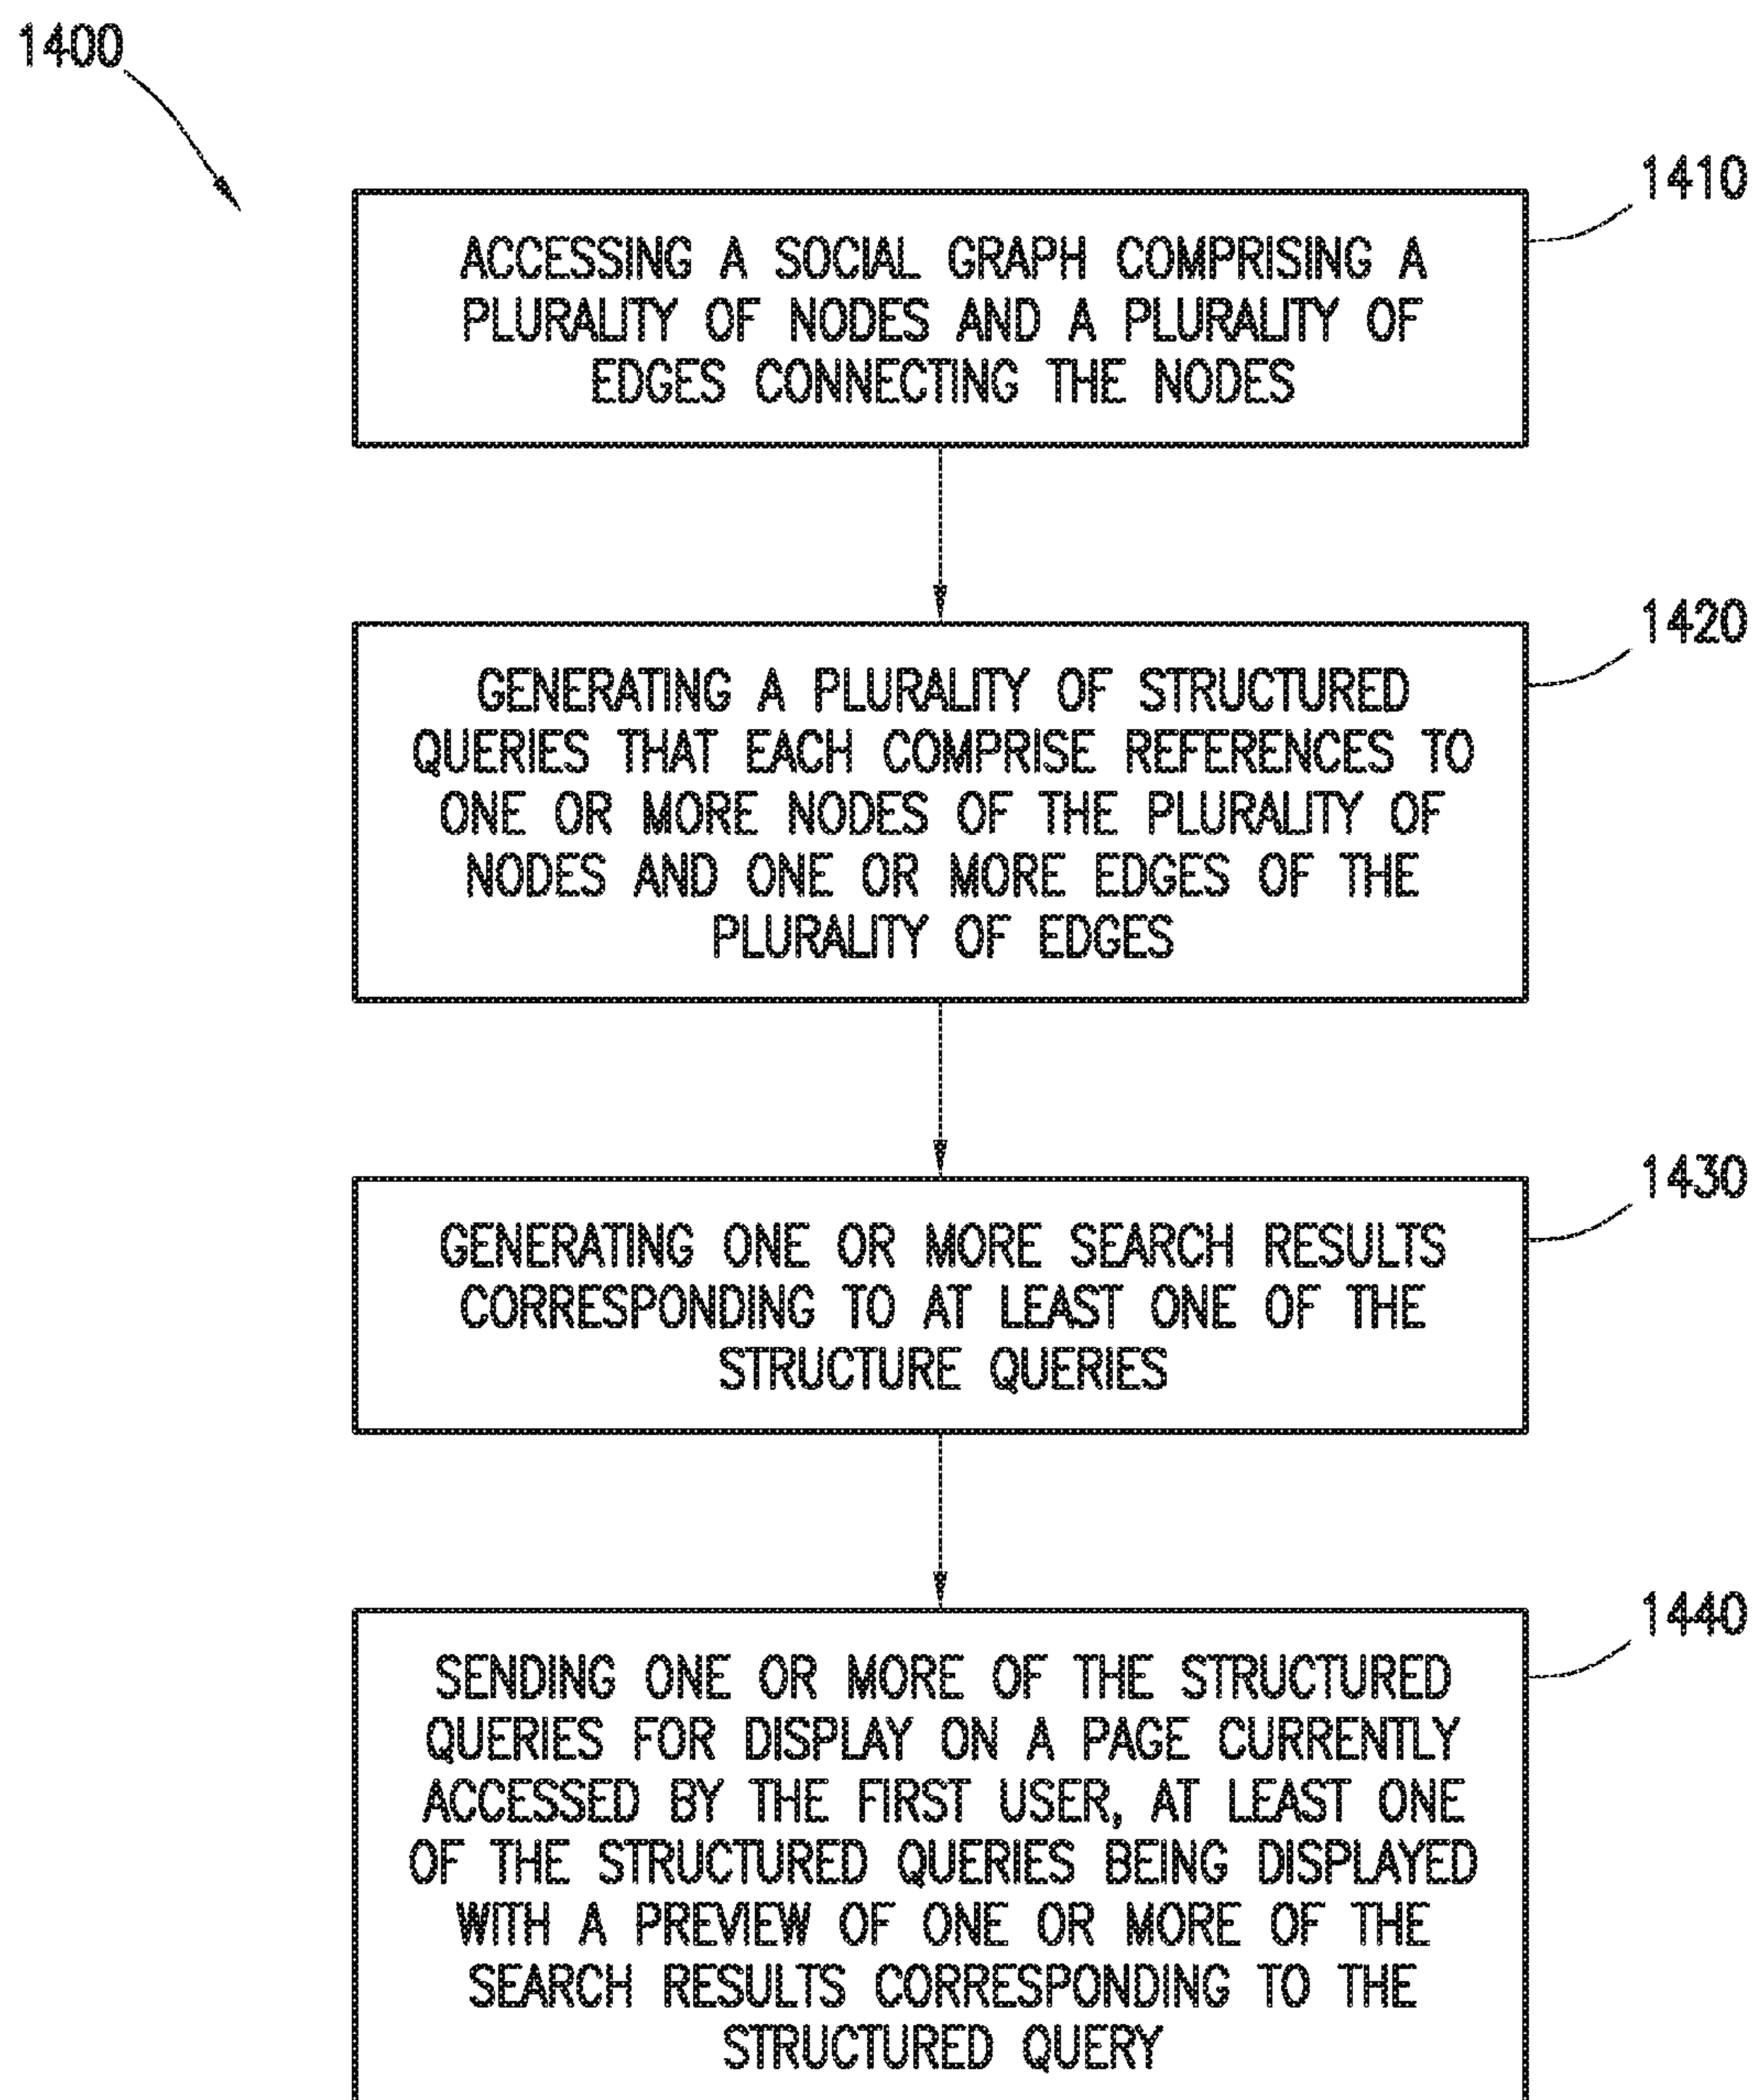 1400
1410
ACCESSING A SOCIAL GRAPH COMPRISING A
PLURALITY OF NODES AND A PLURALITY OF
EDGES CONNECTING THE NODES
1420
GENERATING A PLURALITY OF STRUCTURED
QUERIES THAT EACH COMPRISE REFERENCES TO
ONE OR MORE NODES OF THE PLURALITY OF
NODES AND ONE OR MORE EDGES OF THE
PLURALITY OF EDGES
1430
GENERATING ONE OR MORE SEARCH RESULTS
CORRESPONDING TO AT LEAST ONE OF THE
STRUCTURE QUERIES
1440
SENDING ONE OR MORE OF THE STRUCTURED
QUERIES FOR DISPLAY ON A PAGE CURRENTLY
ACCESSED BY THE FIRST USER, AT LEAST ONE
OF THE STRUCTURED QUERIES BEING DISPLAYED
WITH A PREVIEW OF ONE OR MORE OF THE
SEARCH RESULTS CORRESPONDING TO THE
STRUCTURED QUERY